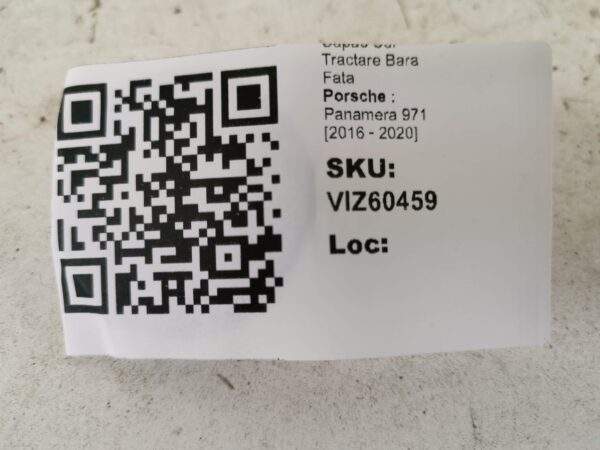 Tractare Bara
Fata
Porsche :
Panamera 971
[2016 - 2020]
SKU:
VIZ60459
Loc: